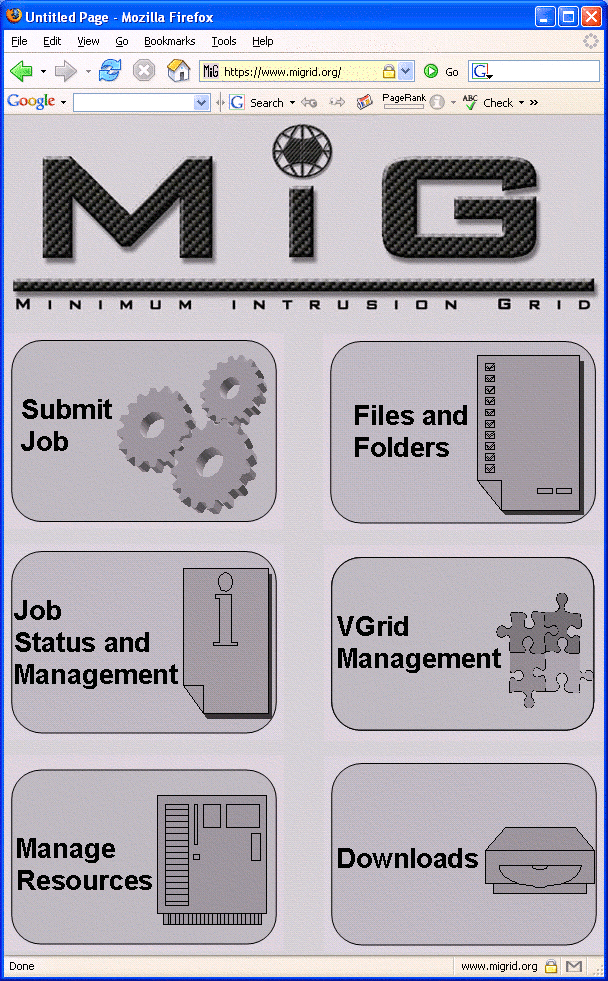 Untitled Page - Mozilla Firefox
File Edit View Go Bookmarks Tools Help
MiG https://www.migrid.org/ Go G
Google G Search PageRank ABC Check »
MiG
MINIMUM INTRUSION GRID
Submit
Job
Files and
Folders
Job
Status and
Management
VGrid
Management
Manage
Resources
Downloads
Done www.migrid.org